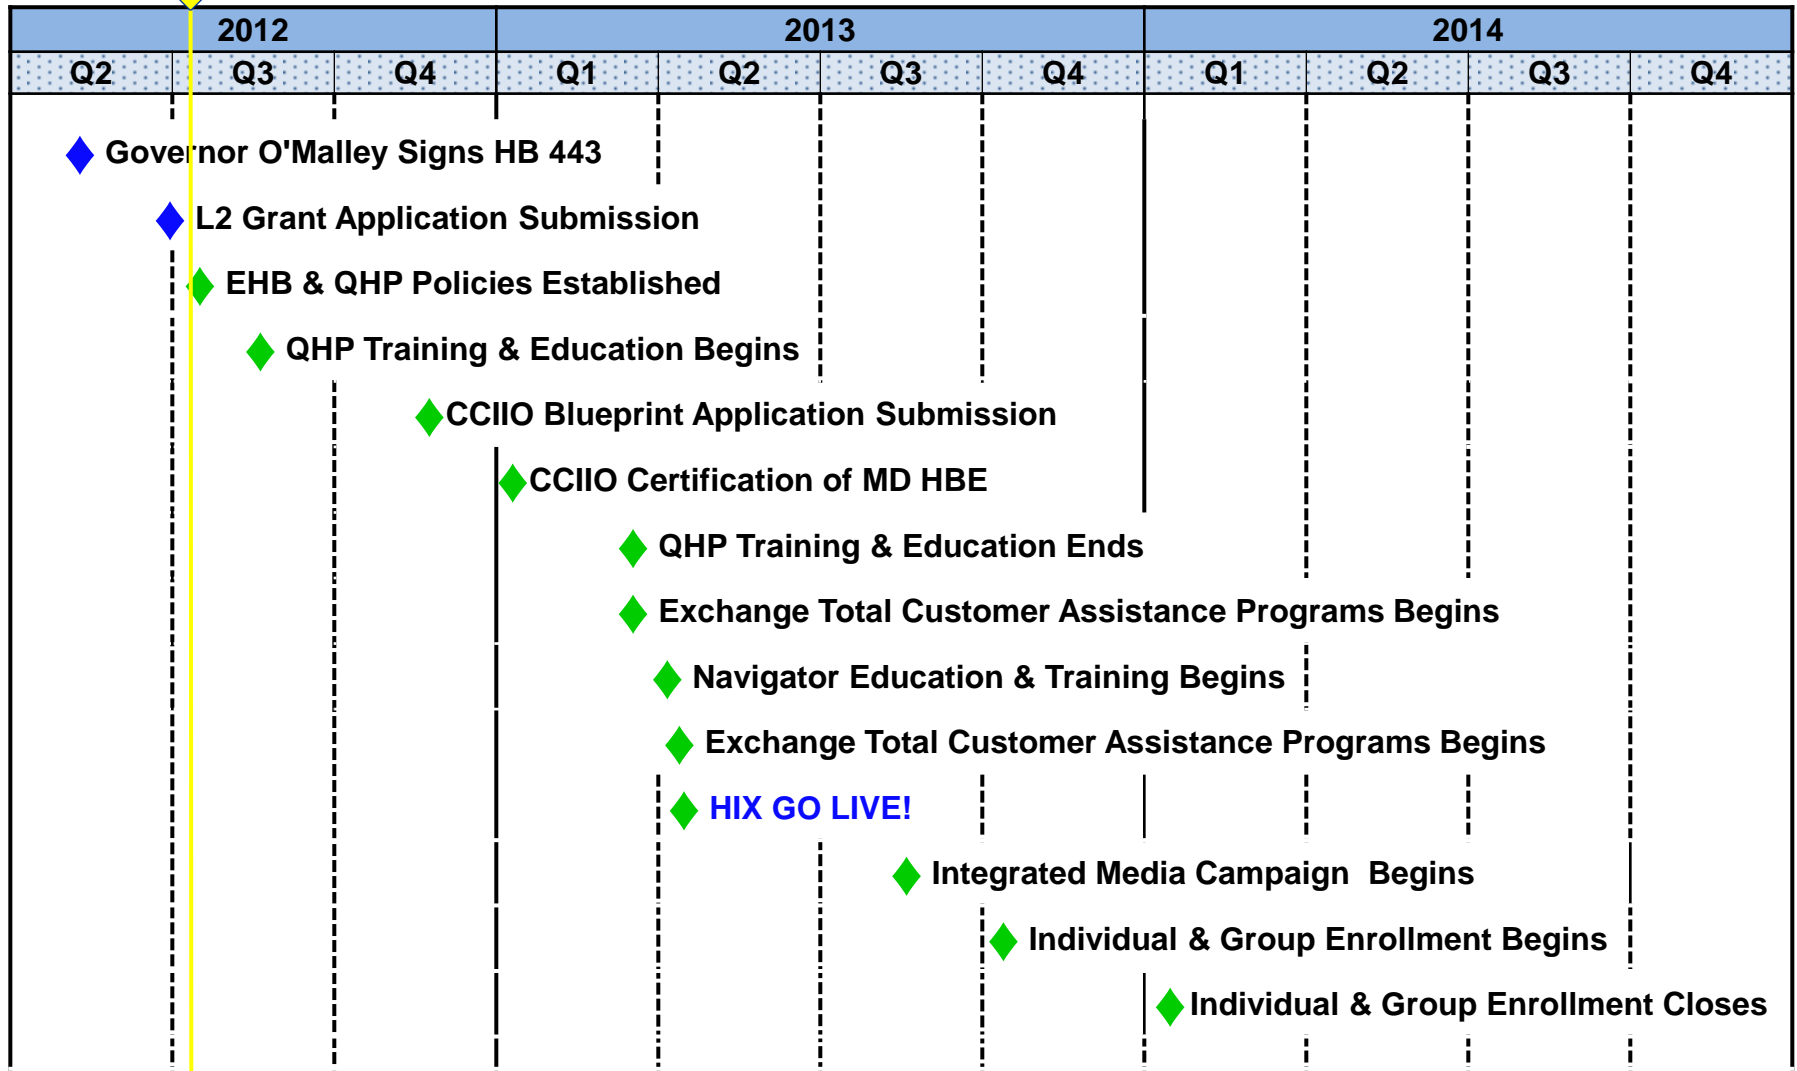 2012 2013 2014
Q2 Q3 Q4 Q1 Q2 Q3 Q4 Q1 Q2 Q3 Q4
Governor O'Malley Signs HB 443
L2 Grant Application Submission
EHB & QHP Policies Established
QHP Training & Education Begins
CCIIO Blueprint Application Submission
CCIIO Certification of MD HBE
QHP Training & Education Ends
Exchange Total Customer Assistance Programs Begins
Navigator Education & Training Begins
Exchange Total Customer Assistance Programs Begins
HIX GO LIVE!
Integrated Media Campaign  Begins
Individual & Group Enrollment Begins
Individual & Group Enrollment Closes